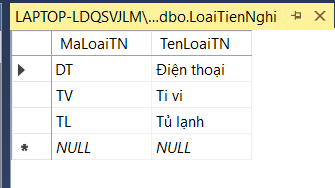 LAPTOP-LDQSVJLM\...dbo.LoaiTienNghi
MaLoaiTN TenLoaiTN
DT Điện thoại
TV Ti vi
TL Tủ lạnh
NULL NULL